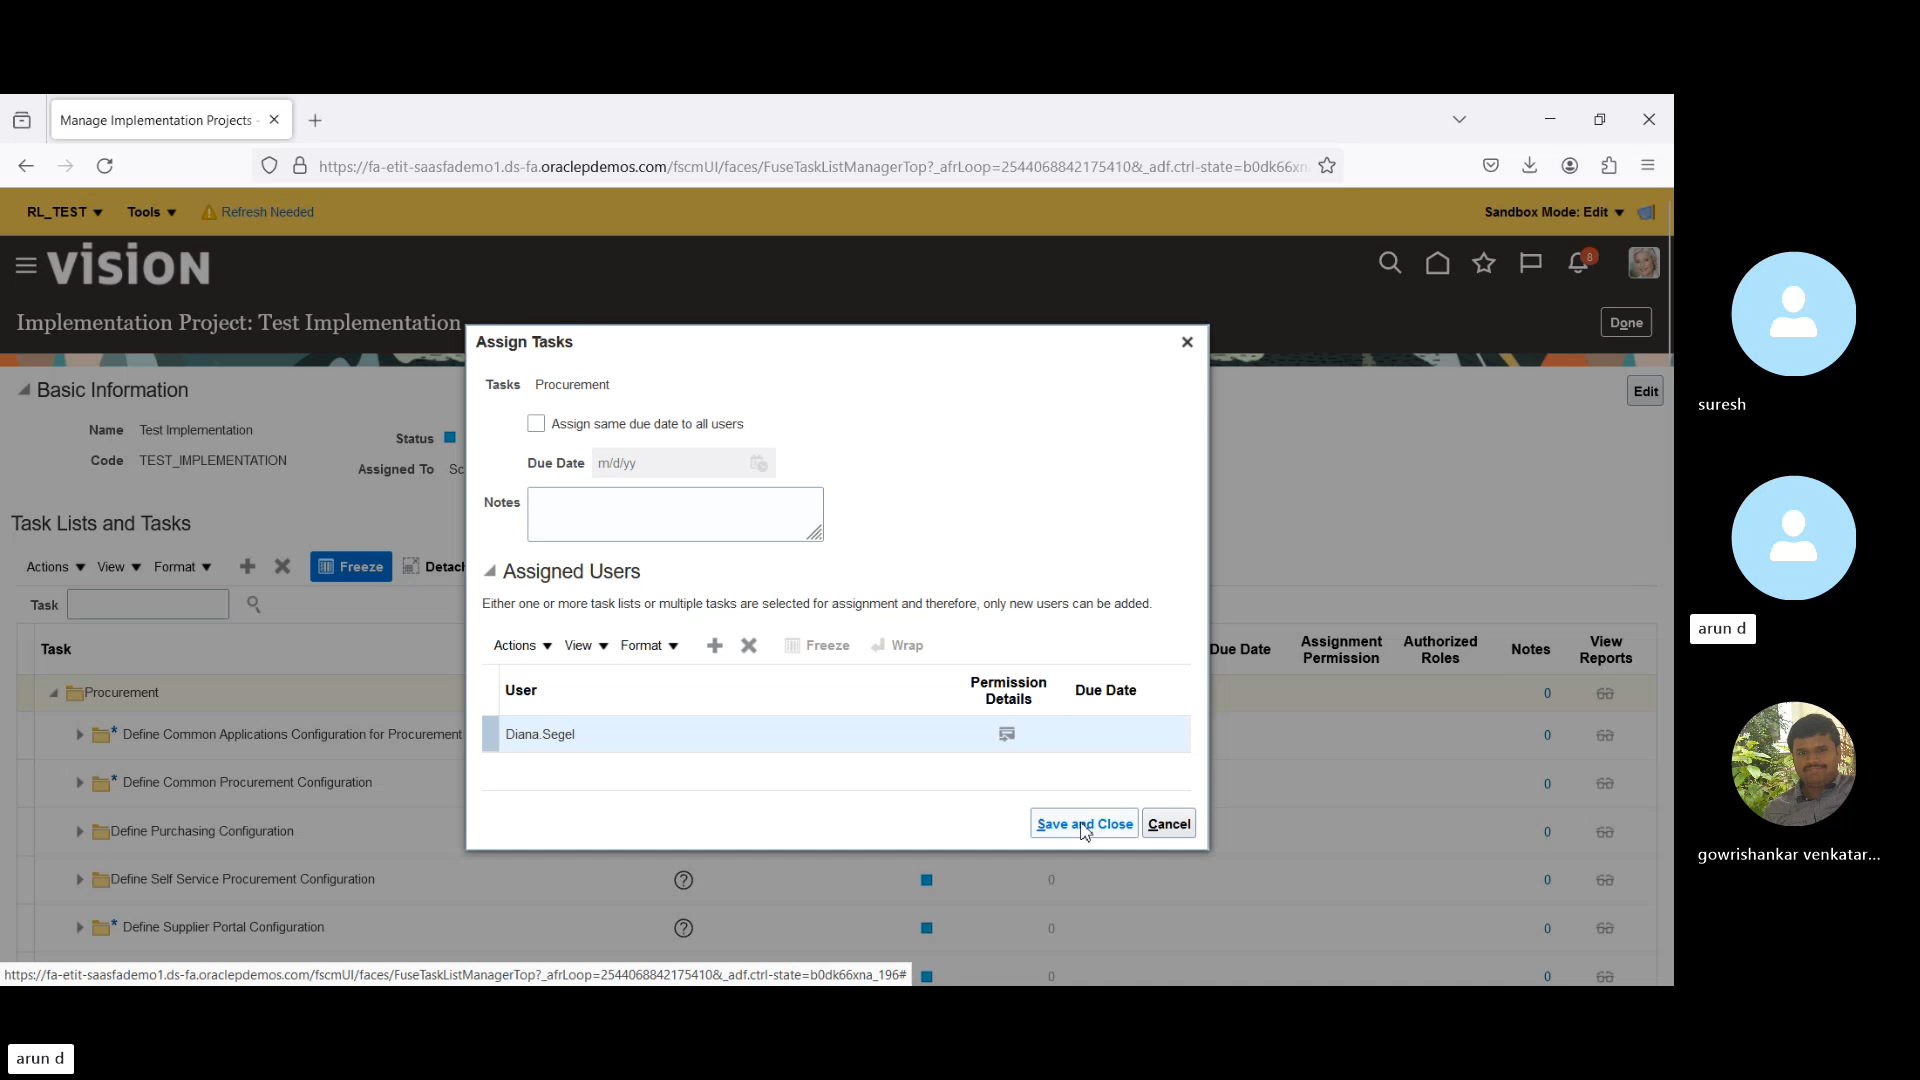 Manage Implementation Projects -
https://fa-etit-saasfademo1.ds-fa.oraclepdemos.com/fscmUI/faces/FuseTaskListManagerTop?_afrLoop=2544068842175410&_adf.ctrl-state=b0dk66xn
RL_TEST Tools Refresh Needed Sandbox Mode: Edit
VISION 8
Implementation Project: Test Implementation Done
Basic Information Edit
Name Test Implementation Status
Code TEST_IMPLEMENTATION Assigned To Sc
Task Lists and Tasks
Actions View Format Freeze Detach
Task
Task Due Date Assignment Permission Authorized Roles Notes View Reports
Procurement 0
* Define Common Applications Configuration for Procurement 0
* Define Common Procurement Configuration 0
Define Purchasing Configuration 0
Define Self Service Procurement Configuration ? 0 0
* Define Supplier Portal Configuration ? 0 0
0 0
Assign Tasks
Tasks Procurement
Assign same due date to all users
Due Date m/d/yy
Notes
Assigned Users
Either one or more task lists or multiple tasks are selected for assignment and therefore, only new users can be added.
Actions View Format Freeze Wrap
User Permission Details Due Date
Diana.Segel
Save and Close Cancel
https://fa-etit-saasfademo1.ds-fa.oraclepdemos.com/fscmUI/faces/FuseTaskListManagerTop?_afrLoop=2544068842175410&_adf.ctrl-state=b0dk66xna_196#
suresh
arun d
gowrishankar venkatar...
arun d